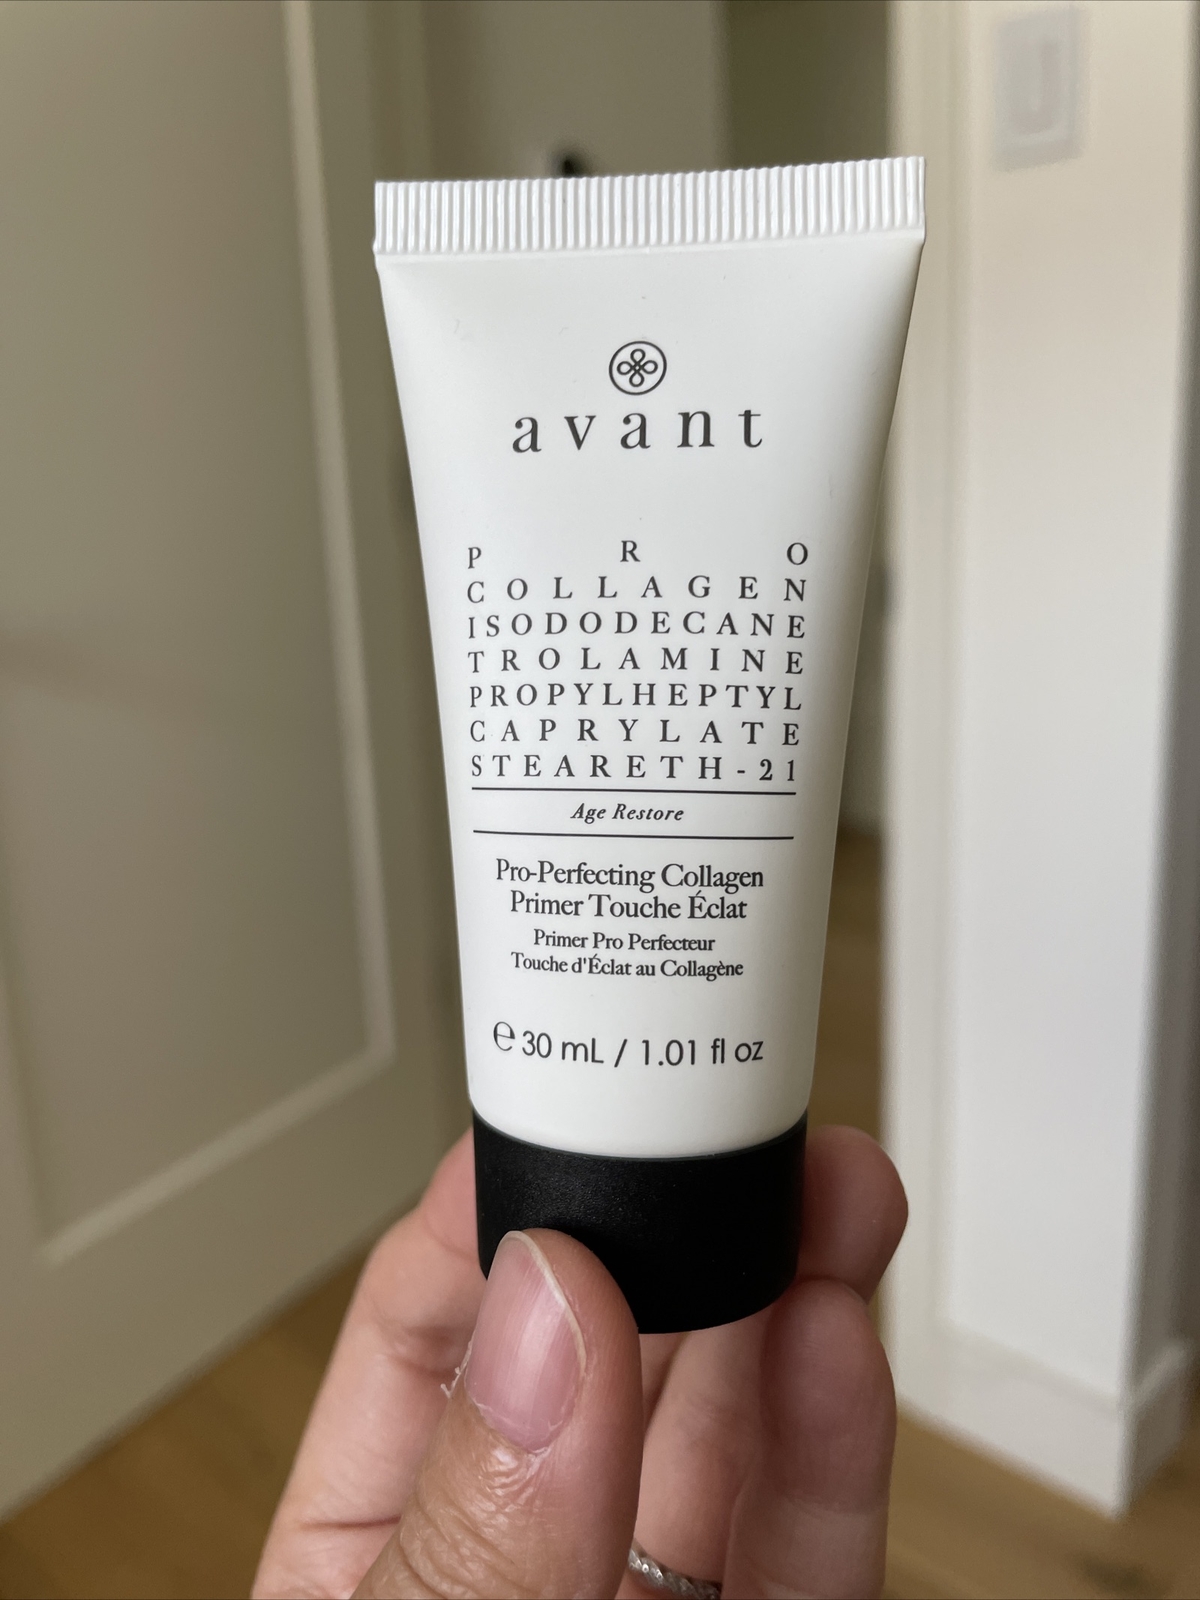 avant
PRO
COLLAGEN
ISODODECANE
TROLAMINE
PROPYLHEPTYL
CAPRYLATE
STEARETH-21
Age Restore
Pro-Perfecting Collagen
Primer Touche Éclat
Primer Pro Perfecteur
Touche d'Éclat au Collagène
℮ 30 mL / 1.01 fl oz